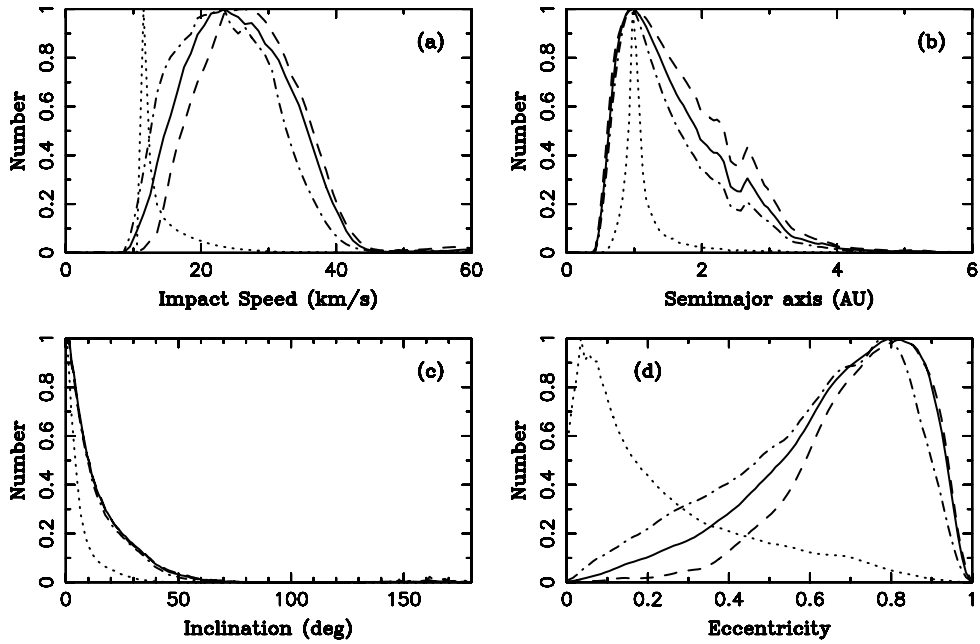 (a)
Number
0 0.2 0.4 0.6 0.8 1
0 20 40 60
Impact Speed (km/s)
(b)
Number
0 0.2 0.4 0.6 0.8 1
0 2 4 6
Semimajor axis (AU)
(c)
Number
0 0.2 0.4 0.6 0.8 1
0 50 100 150
Inclination (deg)
(d)
Number
0 0.2 0.4 0.6 0.8 1
0 0.2 0.4 0.6 0.8 1
Eccentricity